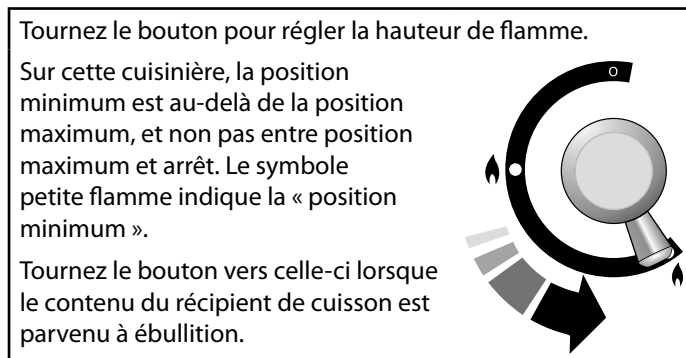 Tournez le bouton pour régler la hauteur de flamme.
Sur cette cuisinière, la position
minimum est au-delà de la position
maximum, et non pas entre position
maximum et arrêt. Le symbole
petite flamme indique la « position
minimum ».
Tournez le bouton vers celle-ci lorsque
le contenu du récipient de cuisson est
parvenu à ébullition.
O